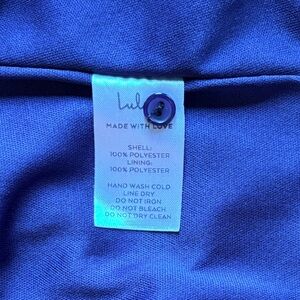 MADE WITH LOVE
SHELL:
100% POLYESTER
LINING:
100% POLYESTER
HAND WASH COLD
LINE DRY
DO NOT IRON
DO NOT BLEACH
DO NOT DRY CLEAN